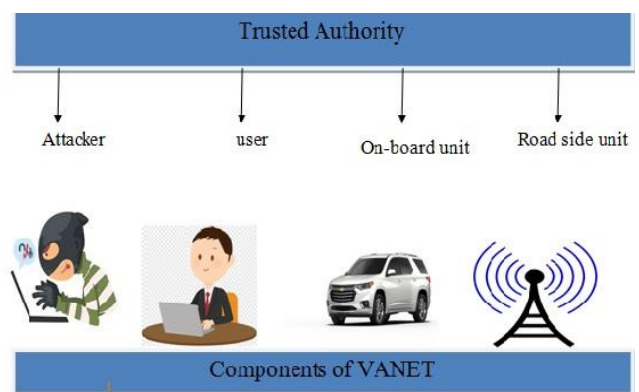 Trusted Authority
Attacker
user
On-board unit
Road side unit
Components of VANET